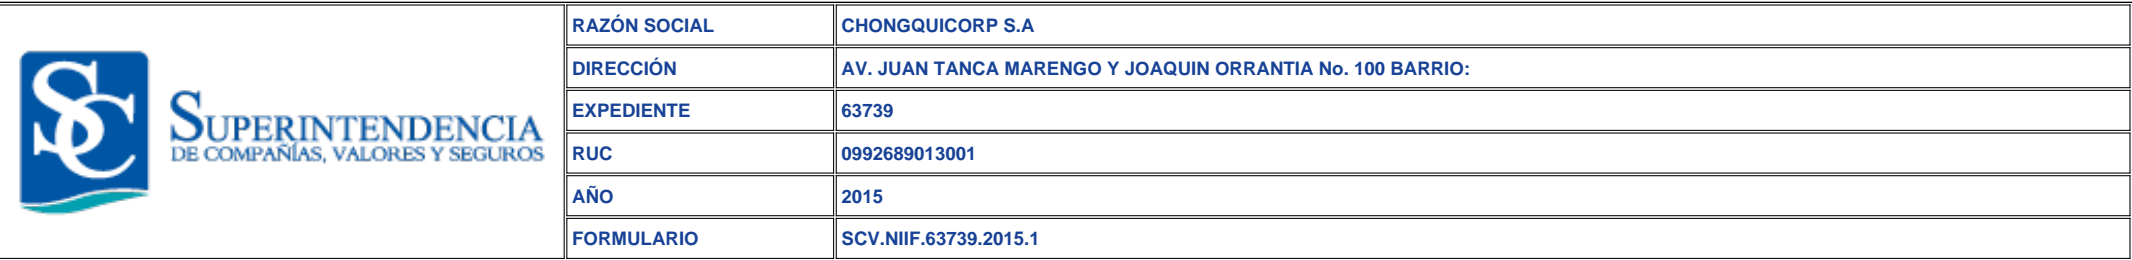 SC
SUPERINTENDENCIA
DE COMPAÑÍAS, VALORES Y SEGUROS
RAZÓN SOCIAL CHONGQUICORP S.A
DIRECCIÓN AV. JUAN TANCA MARENGO Y JOAQUIN ORRANTIA No. 100 BARRIO:
EXPEDIENTE 63739
RUC 0992689013001
AÑO 2015
FORMULARIO SCV.NIIF.63739.2015.1